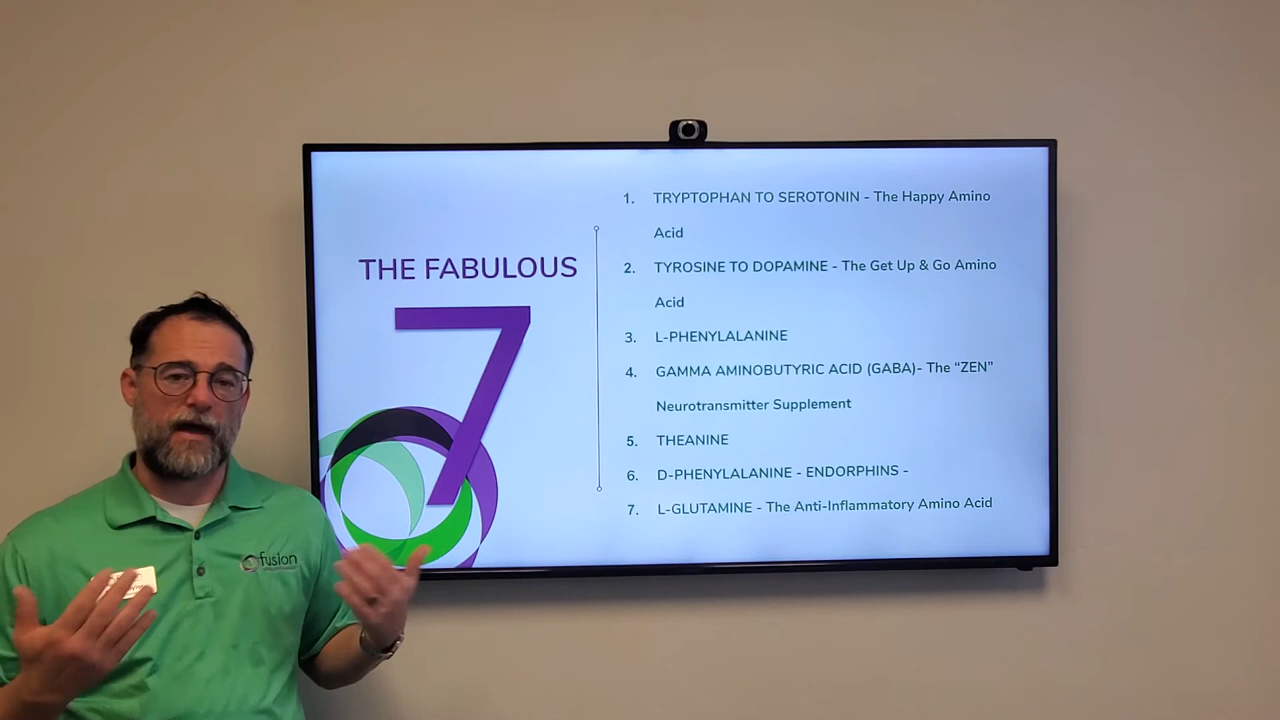 THE FABULOUS
7
1. TRYPTOPHAN TO SEROTONIN - The Happy Amino
Acid
2. TYROSINE TO DOPAMINE - The Get Up & Go Amino
Acid
3. L-PHENYLALANINE
4. GAMMA AMINOBUTYRIC ACID (GABA)- The “ZEN”
Neurotransmitter Supplement
5. THEANINE
6. D-PHENYLALANINE - ENDORPHINS -
7. L-GLUTAMINE - The Anti-Inflammatory Amino Acid
fusion